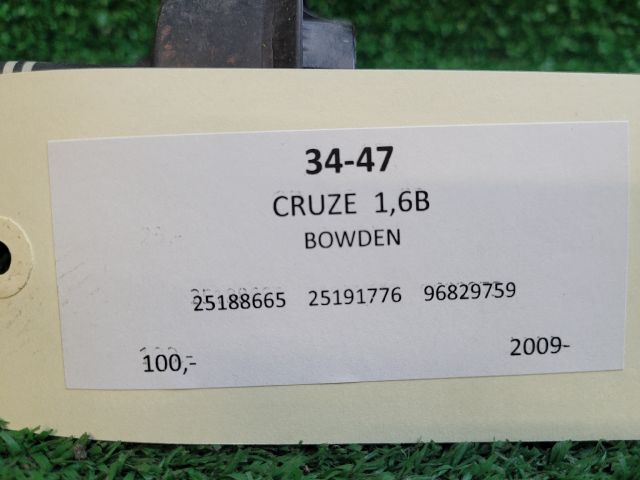 34-47
CRUZE 1,6B
BOWDEN
25188665 25191776 96829759
100,- 2009-